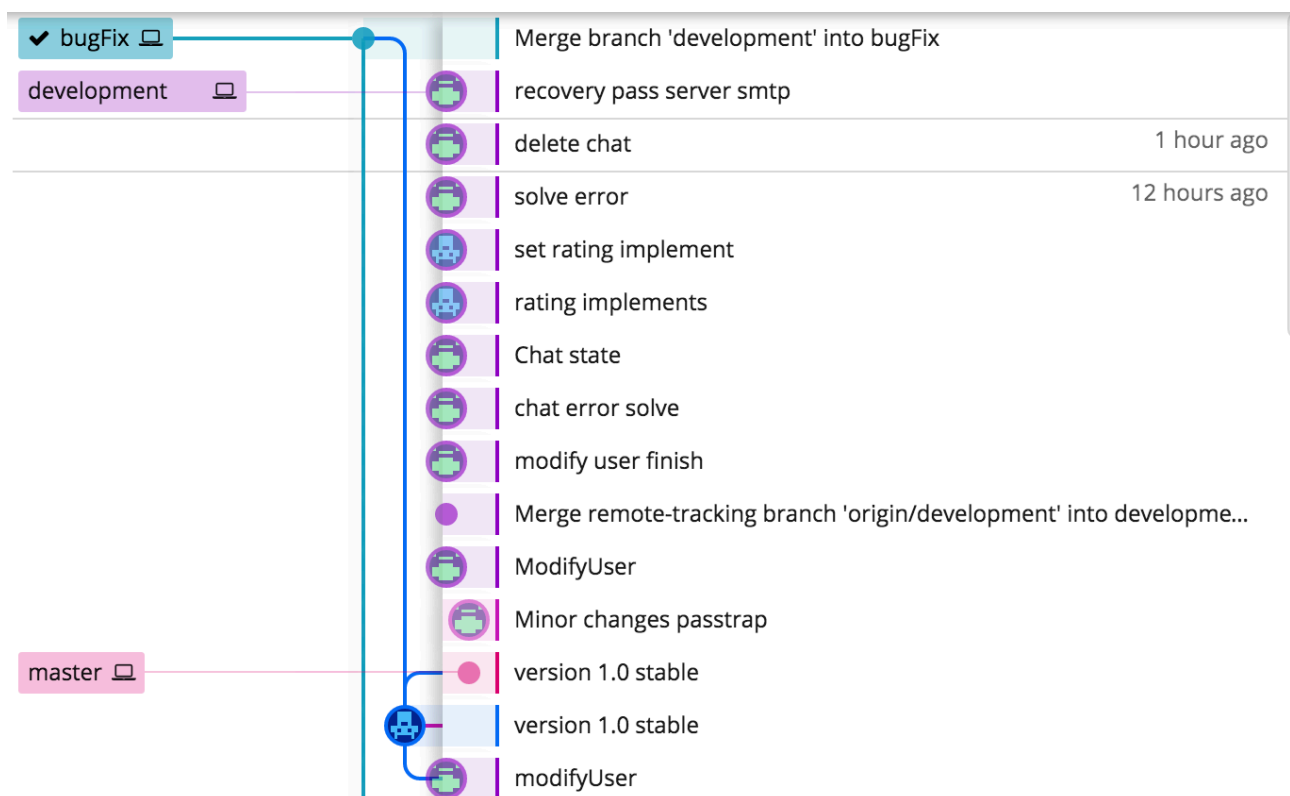 bugFix
Merge branch 'development' into bugFix
development
recovery pass server smtp
delete chat
1 hour ago
solve error
12 hours ago
set rating implement
rating implements
Chat state
chat error solve
modify user finish
Merge remote-tracking branch 'origin/development' into developme...
ModifyUser
Minor changes passtrap
master
version 1.0 stable
version 1.0 stable
modifyUser